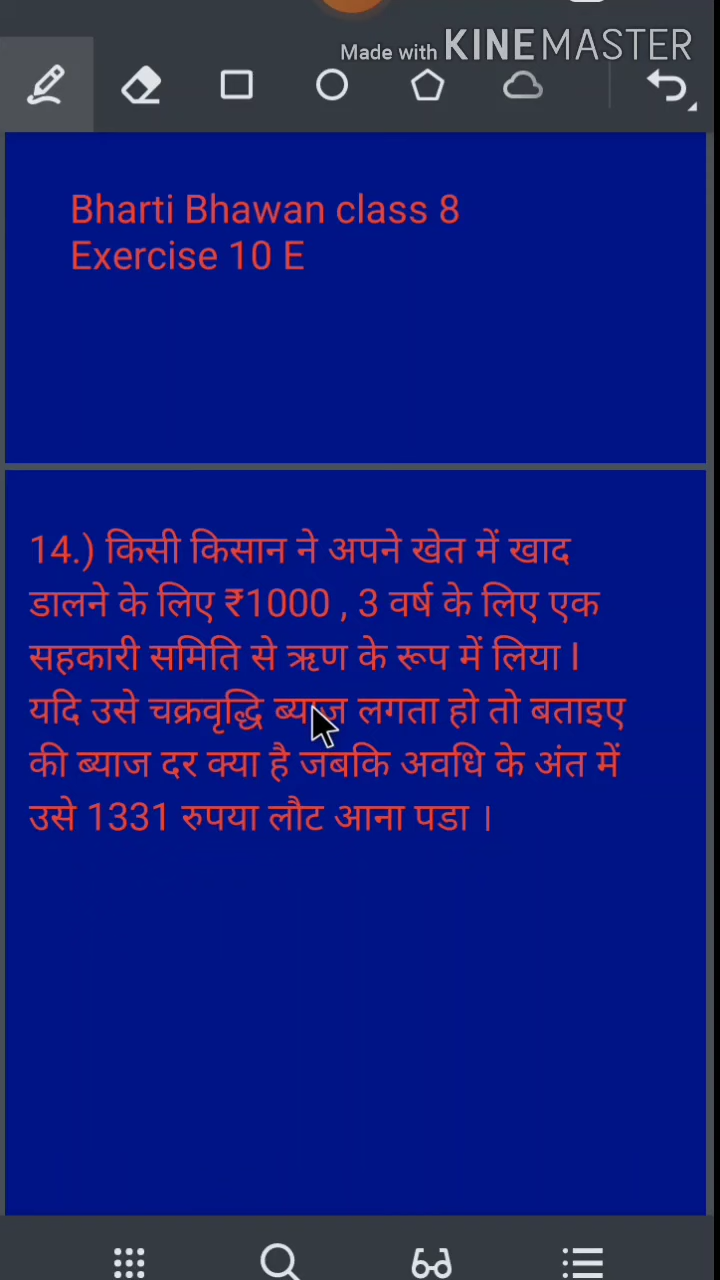 Made with KINEMASTER
Bharti Bhawan class 8
Exercise 10 E
14.) किसी किसान ने अपने खेत में खाद
डालने के लिए ₹1000 , 3 वर्ष के लिए एक
सहकारी समिति से ऋण के रूप में लिया l
यदि उसे चक्रवृद्धि ब्याज लगता हो तो बताइए
की ब्याज दर क्या है जबकि अवधि के अंत में
उसे 1331 रुपया लौट आना पडा ।